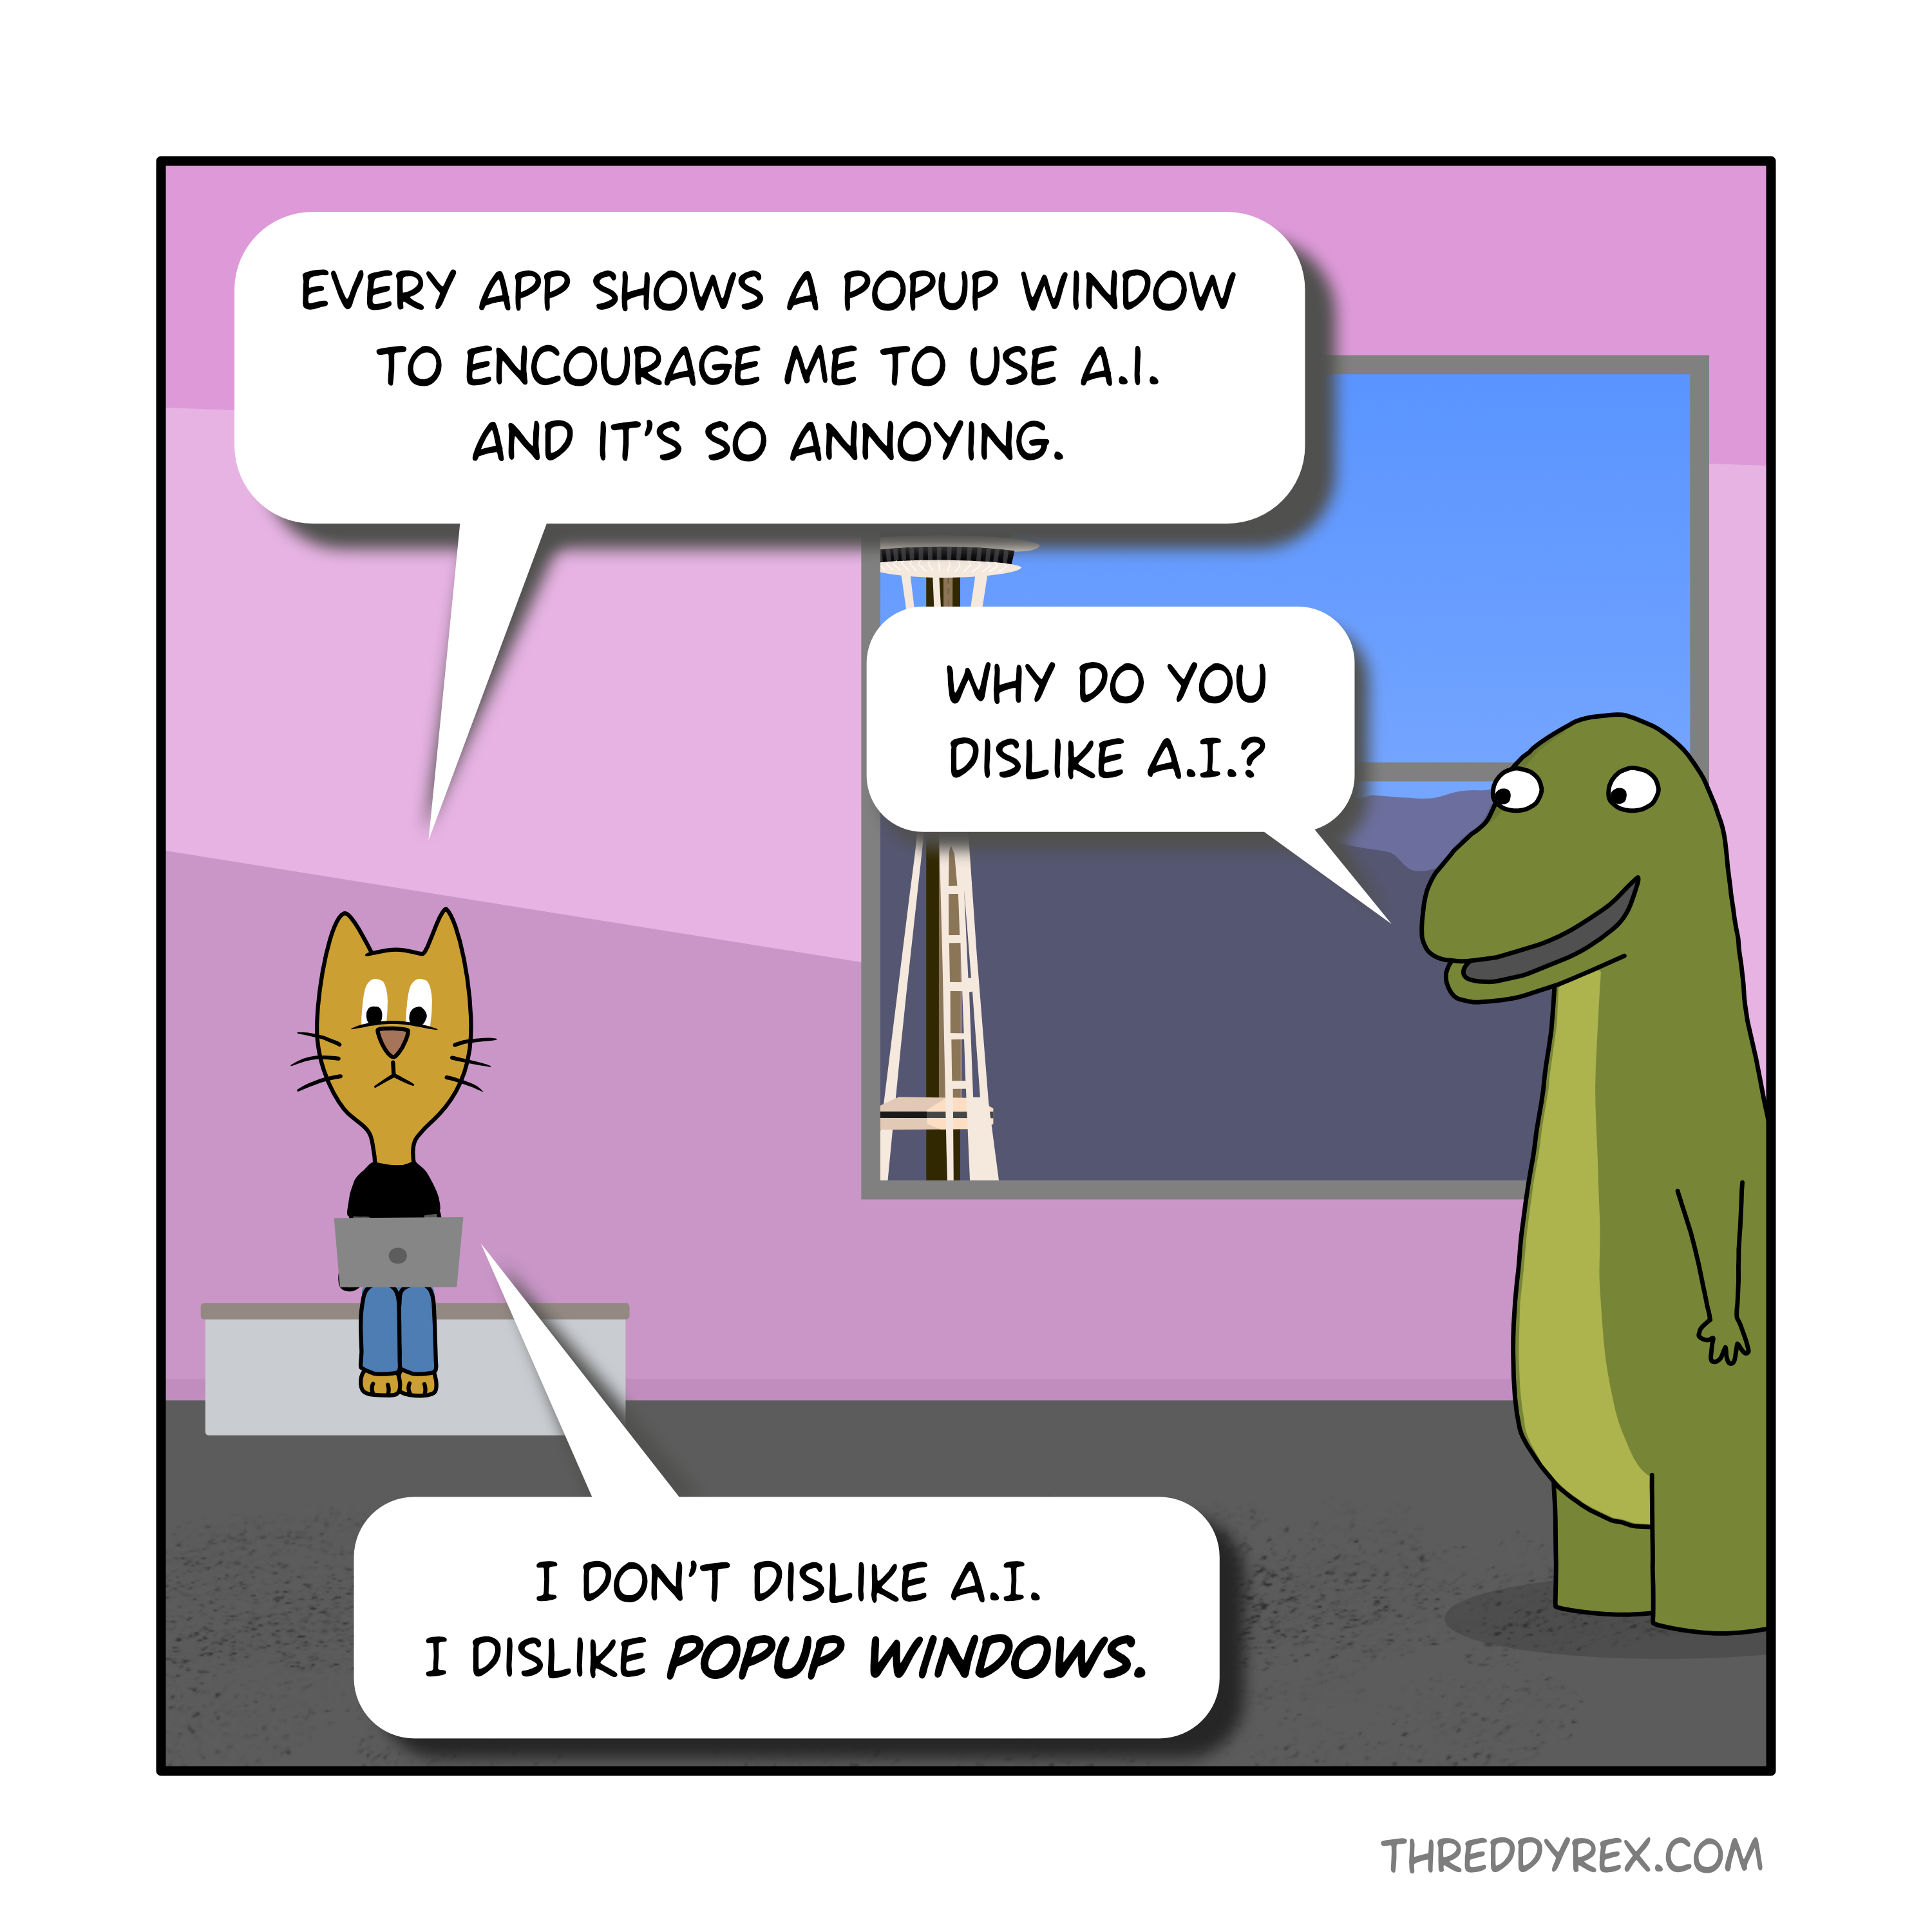 EVERY APP SHOWS A POPUP WINDOW
TO ENCOURAGE ME TO USE A.I.
AND IT'S SO ANNOYING.
WHY DO YOU
DISLIKE A.I.?
I DON'T DISLIKE A.I.
I DISLIKE POPUP WINDOWS.
THREDDYREX.COM